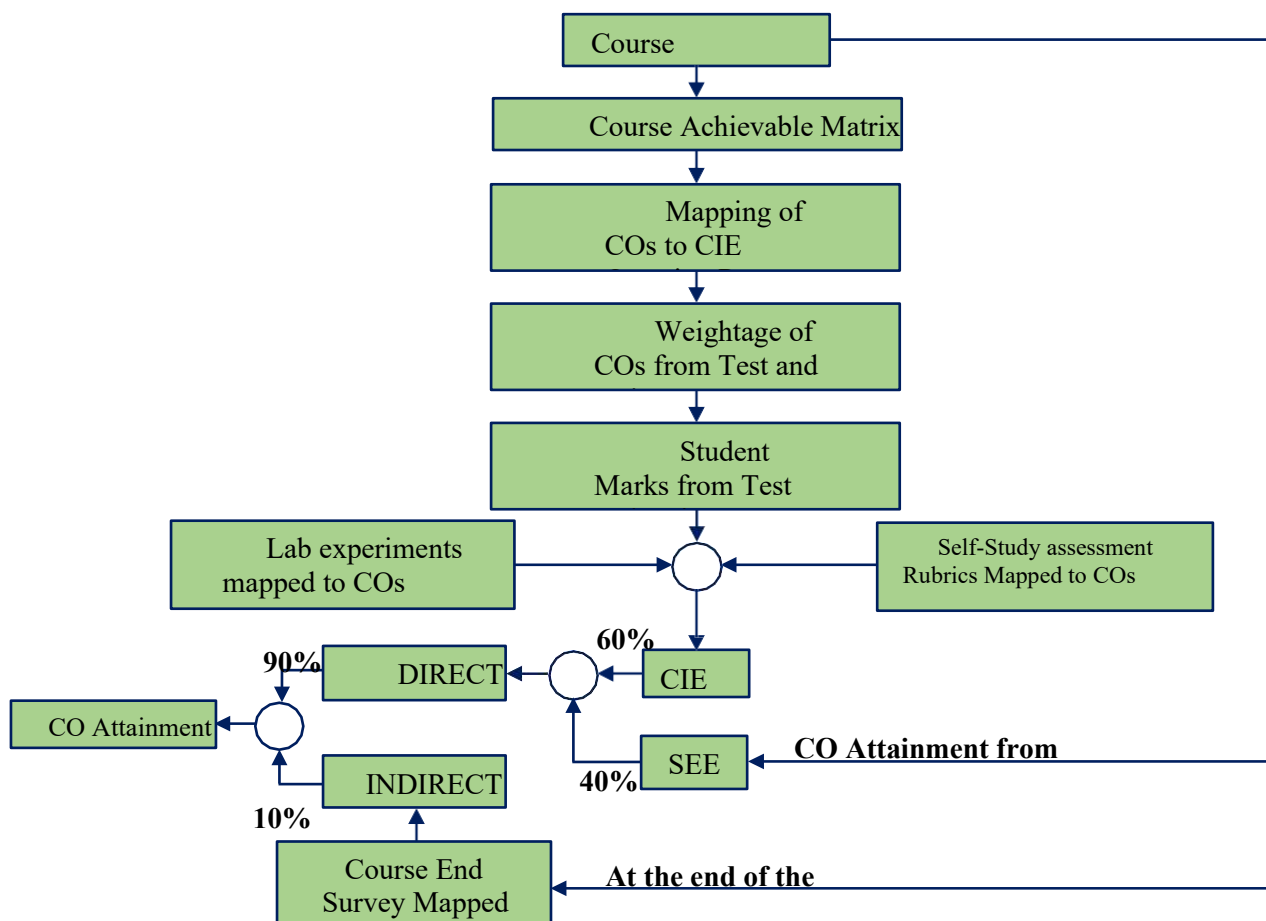 Course
Course Achievable Matrix
Mapping of
COs to CIE
Weightage of
COs from Test and
Student
Marks from Test
Lab experiments
mapped to COs
Self-Study assessment
Rubrics Mapped to COs
60%
90%
DIRECT
CIE
CO Attainment
CO Attainment from
SEE
40%
INDIRECT
10%
Course End
Survey Mapped
At the end of the